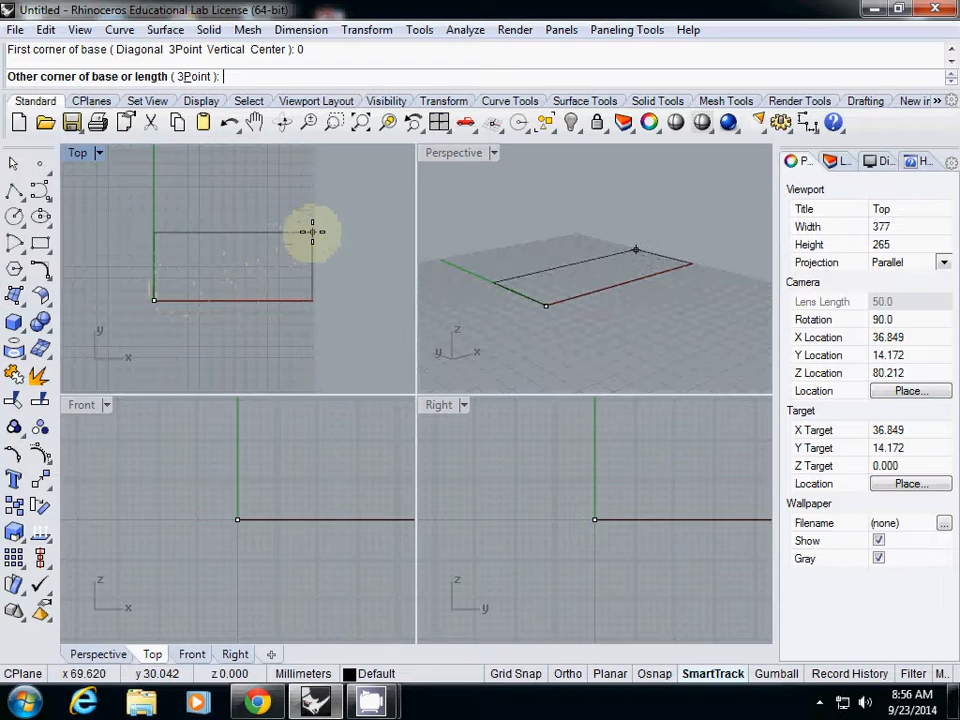 Untitled - Rhinoceros Educational Lab License (64-bit)
File Edit View Curve Surface Solid Mesh Dimension Transform Tools Analyze Render Panels Paneling Tools Help
First corner of base ( Diagonal 3Point Vertical Center ): 0
Other corner of base or length ( 3Point ):
Standard CPlanes Set View Display Select Viewport Layout Visibility Transform Curve Tools Surface Tools Solid Tools Mesh Tools Render Tools Drafting New in »
Top Perspective
P... L... Di... H...
Viewport
Title Top
Width 377
Height 265
Projection Parallel
Camera
Lens Length 50.0
Rotation 90.0
X Location 36.849
Y Location 14.172
Z Location 80.212
Location Place...
Target
X Target 36.849
Y Target 14.172
Z Target 0.000
Location Place...
Wallpaper
Filename (none) ...
Show
Gray
y x
z y x
Front Right
z x
z y
Perspective Top Front Right
CPlane x 69.620 y 30.042 z 0.000 Millimeters Default Grid Snap Ortho Planar Osnap SmartTrack Gumball Record History Filter M...
8:56 AM
9/23/2014